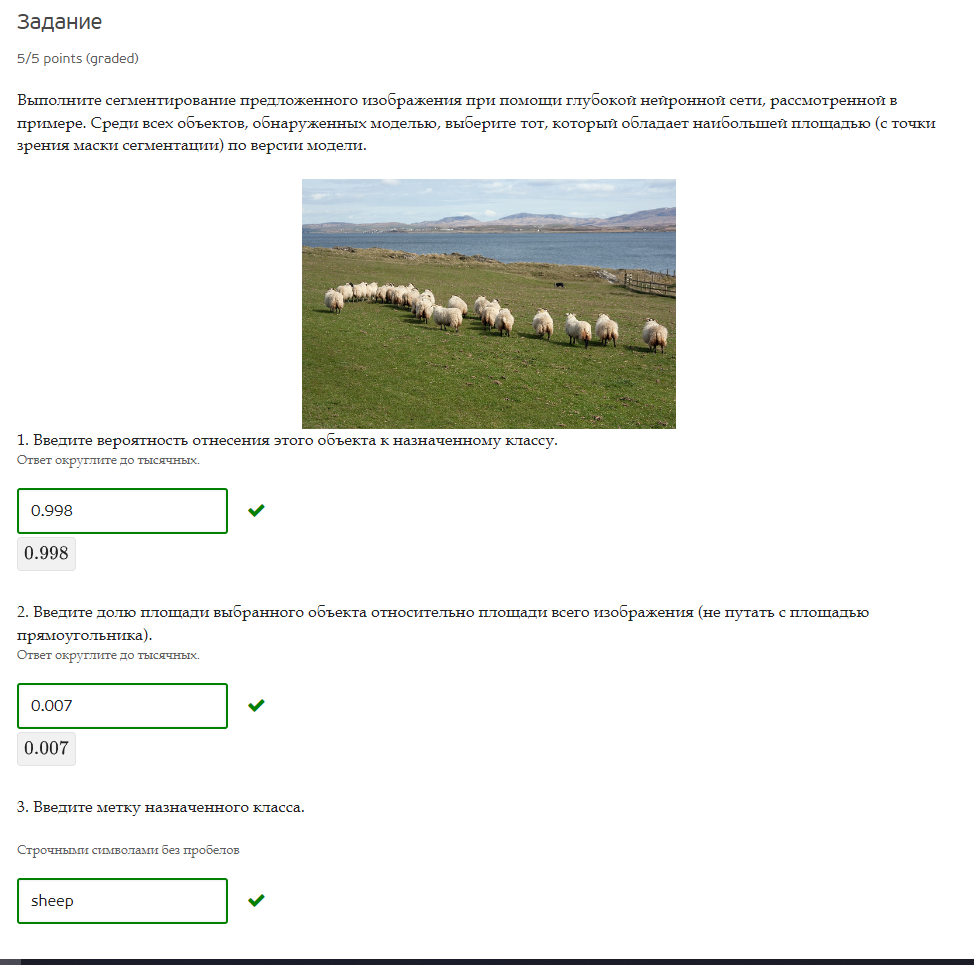 Задание
5/5 points (graded)
Выполните сегментирование предложенного изображения при помощи глубокой нейронной сети, рассмотренной в
примере. Среди всех объектов, обнаруженных моделью, выберите тот, который обладает наибольшей площадью (с точки
зрения маски сегментации) по версии модели.
1. Введите вероятность отнесения этого объекта к назначенному классу.
Ответ округлите до тысячных.
0.998
0.998
2. Введите долю площади выбранного объекта относительно площади всего изображения (не путать с площадью
прямоугольника).
Ответ округлите до тысячных.
0.007
0.007
3. Введите метку назначенного класса.
Строчными символами без пробелов
sheep